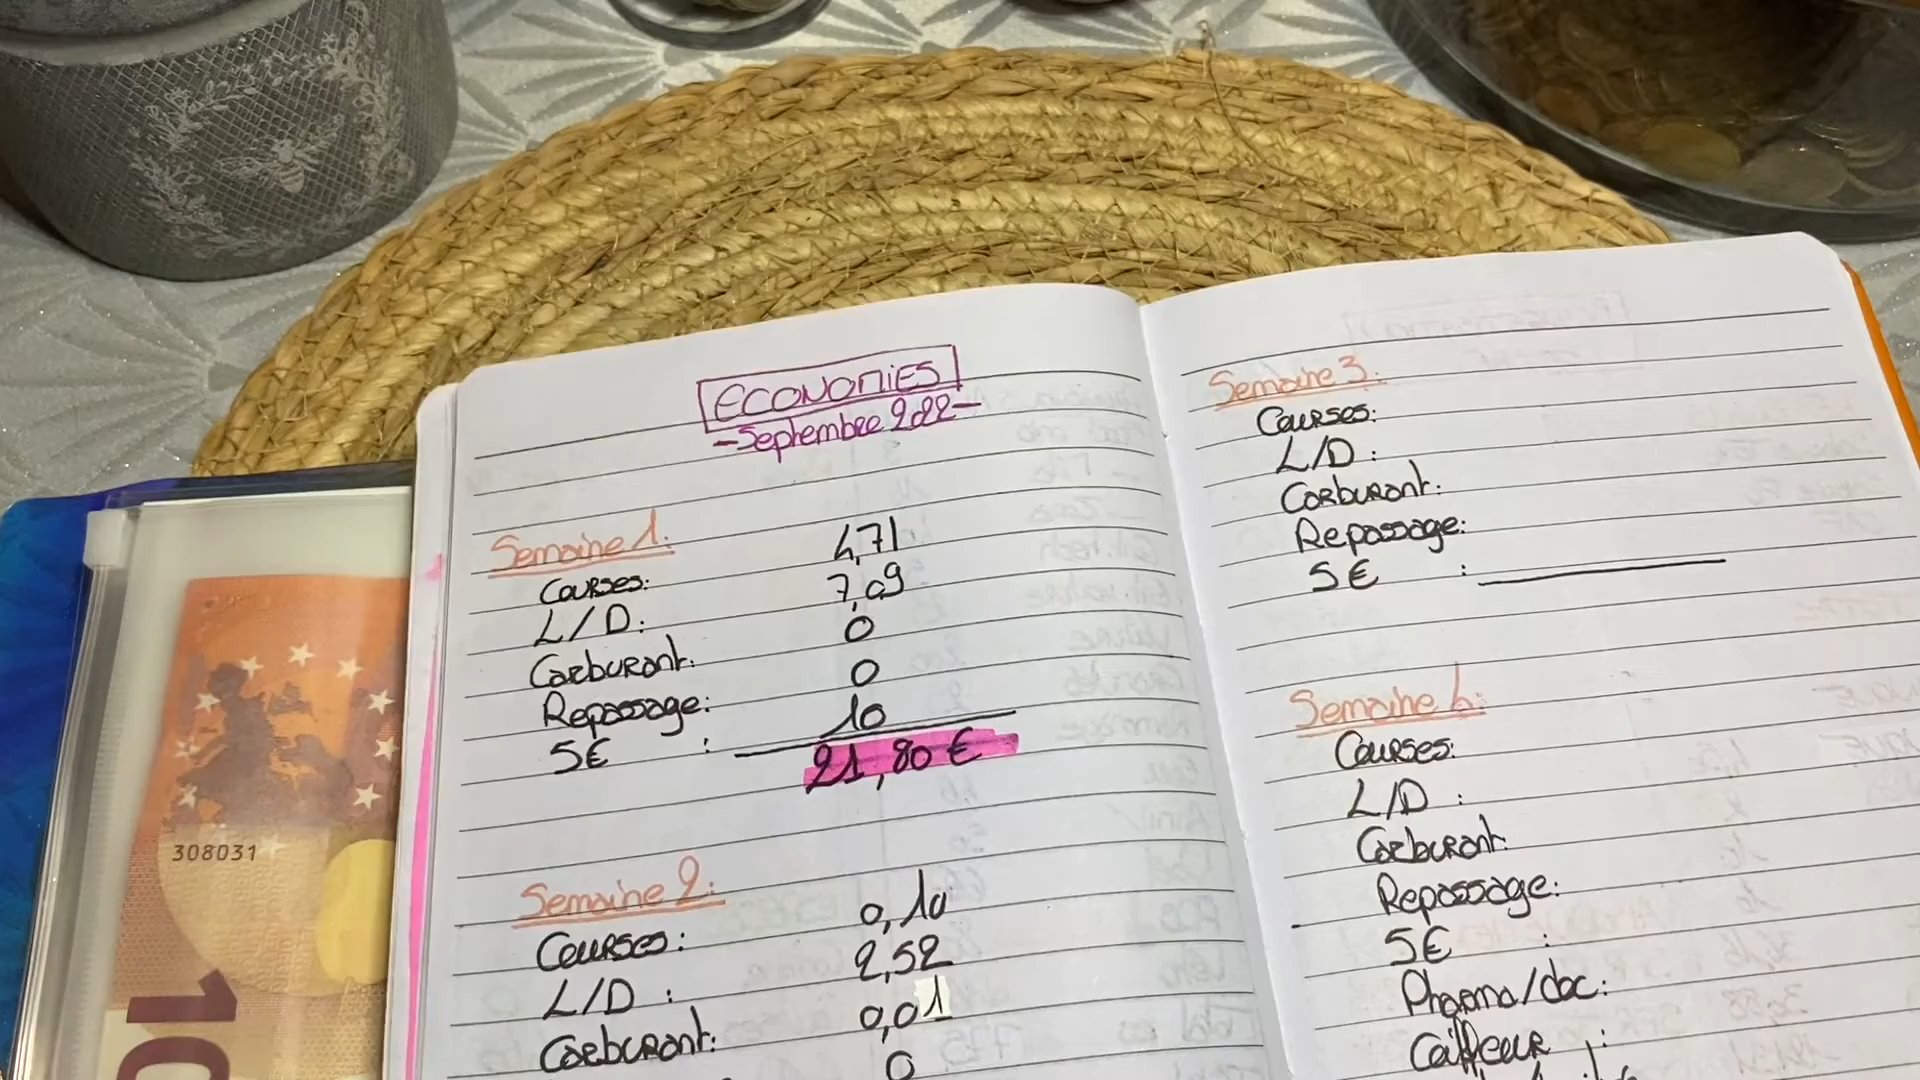 ECONOMIES
-Septembre 2022-
Semaine 1.
Courses: 4,71
L/D: 7,09
Carburant: 0
Repassage: 0
5€ : 10
21,80 €
Semaine 2:
Courses: 0,10
L/D : 2,52
Carburant: 0,01
0
Semaine 3:
Courses:
L/D :
Carburant:
Repassage:
5€ :
Semaine 4:
Courses:
L/D :
Carburant
Repassage:
5€ :
Pharma/doc:
Coiffeur :
308031
10